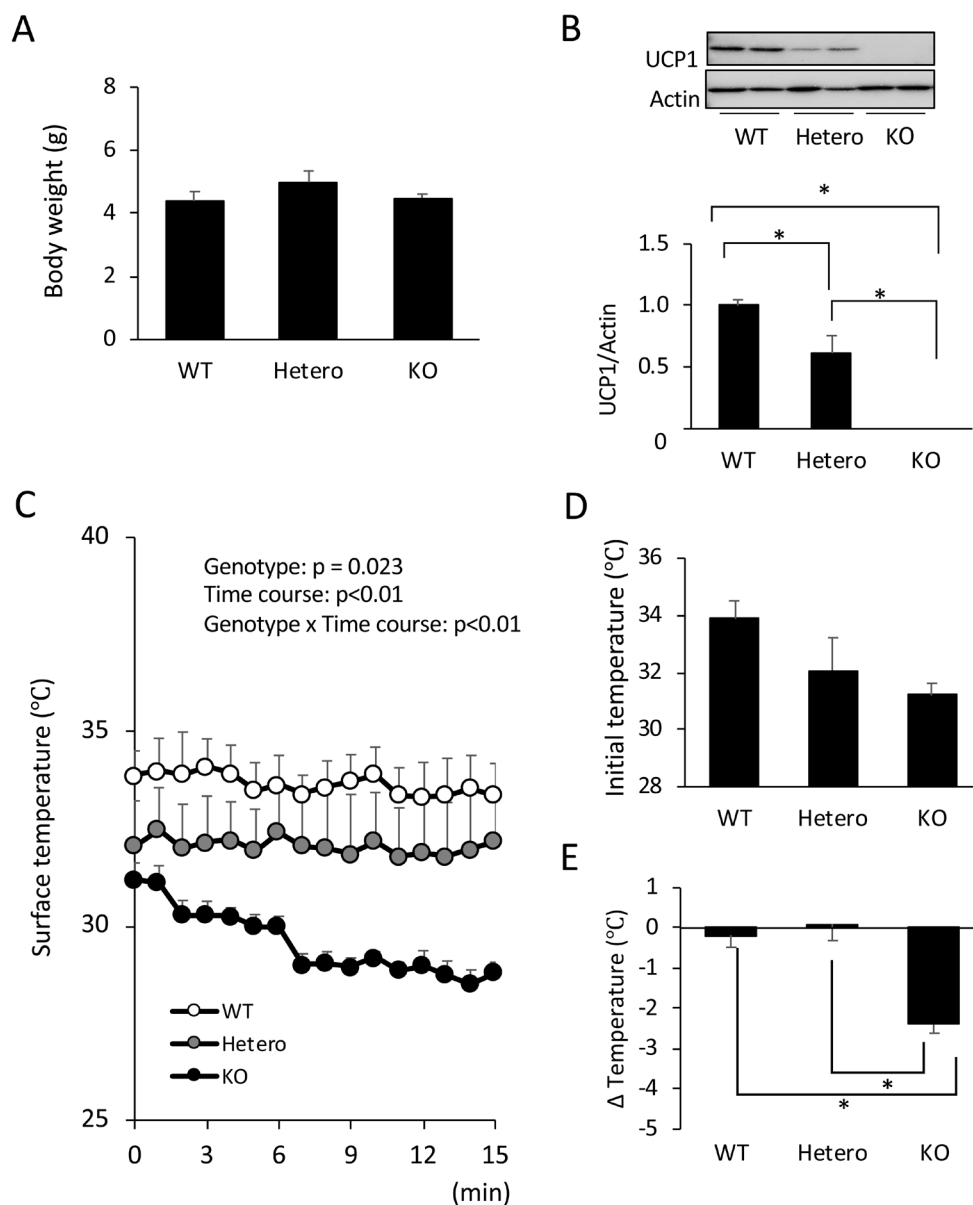 A
Body weight (g)
8
6
4
2
0
WT Hetero KO
B
UCP1
Actin
WT Hetero KO
*
*
*
UCP1/Actin
1.5
1.0
0.5
0
WT Hetero KO
C
Surface temperature (°C)
40
35
30
25
Genotype: p = 0.023
Time course: p<0.01
Genotype x Time course: p<0.01
WT
Hetero
KO
0 3 6 9 12 15
(min)
D
Initial temperature (°C)
36
34
32
30
28
WT Hetero KO
E
Δ Temperature (°C)
1
0
-1
-2
-3
-4
-5
*
*
WT Hetero KO